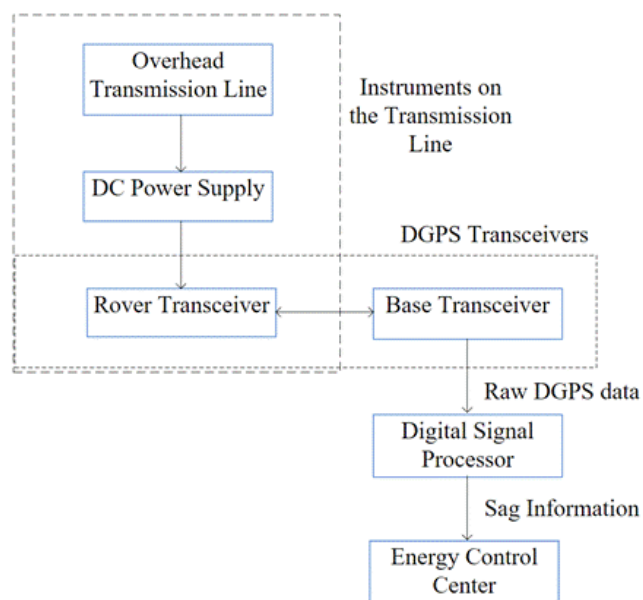 Overhead
Transmission Line
Instruments on
the Transmission
Line
DC Power Supply
DGPS Transceivers
Rover Transceiver
Base Transceiver
Raw DGPS data
Digital Signal
Processor
Sag Information
Energy Control
Center